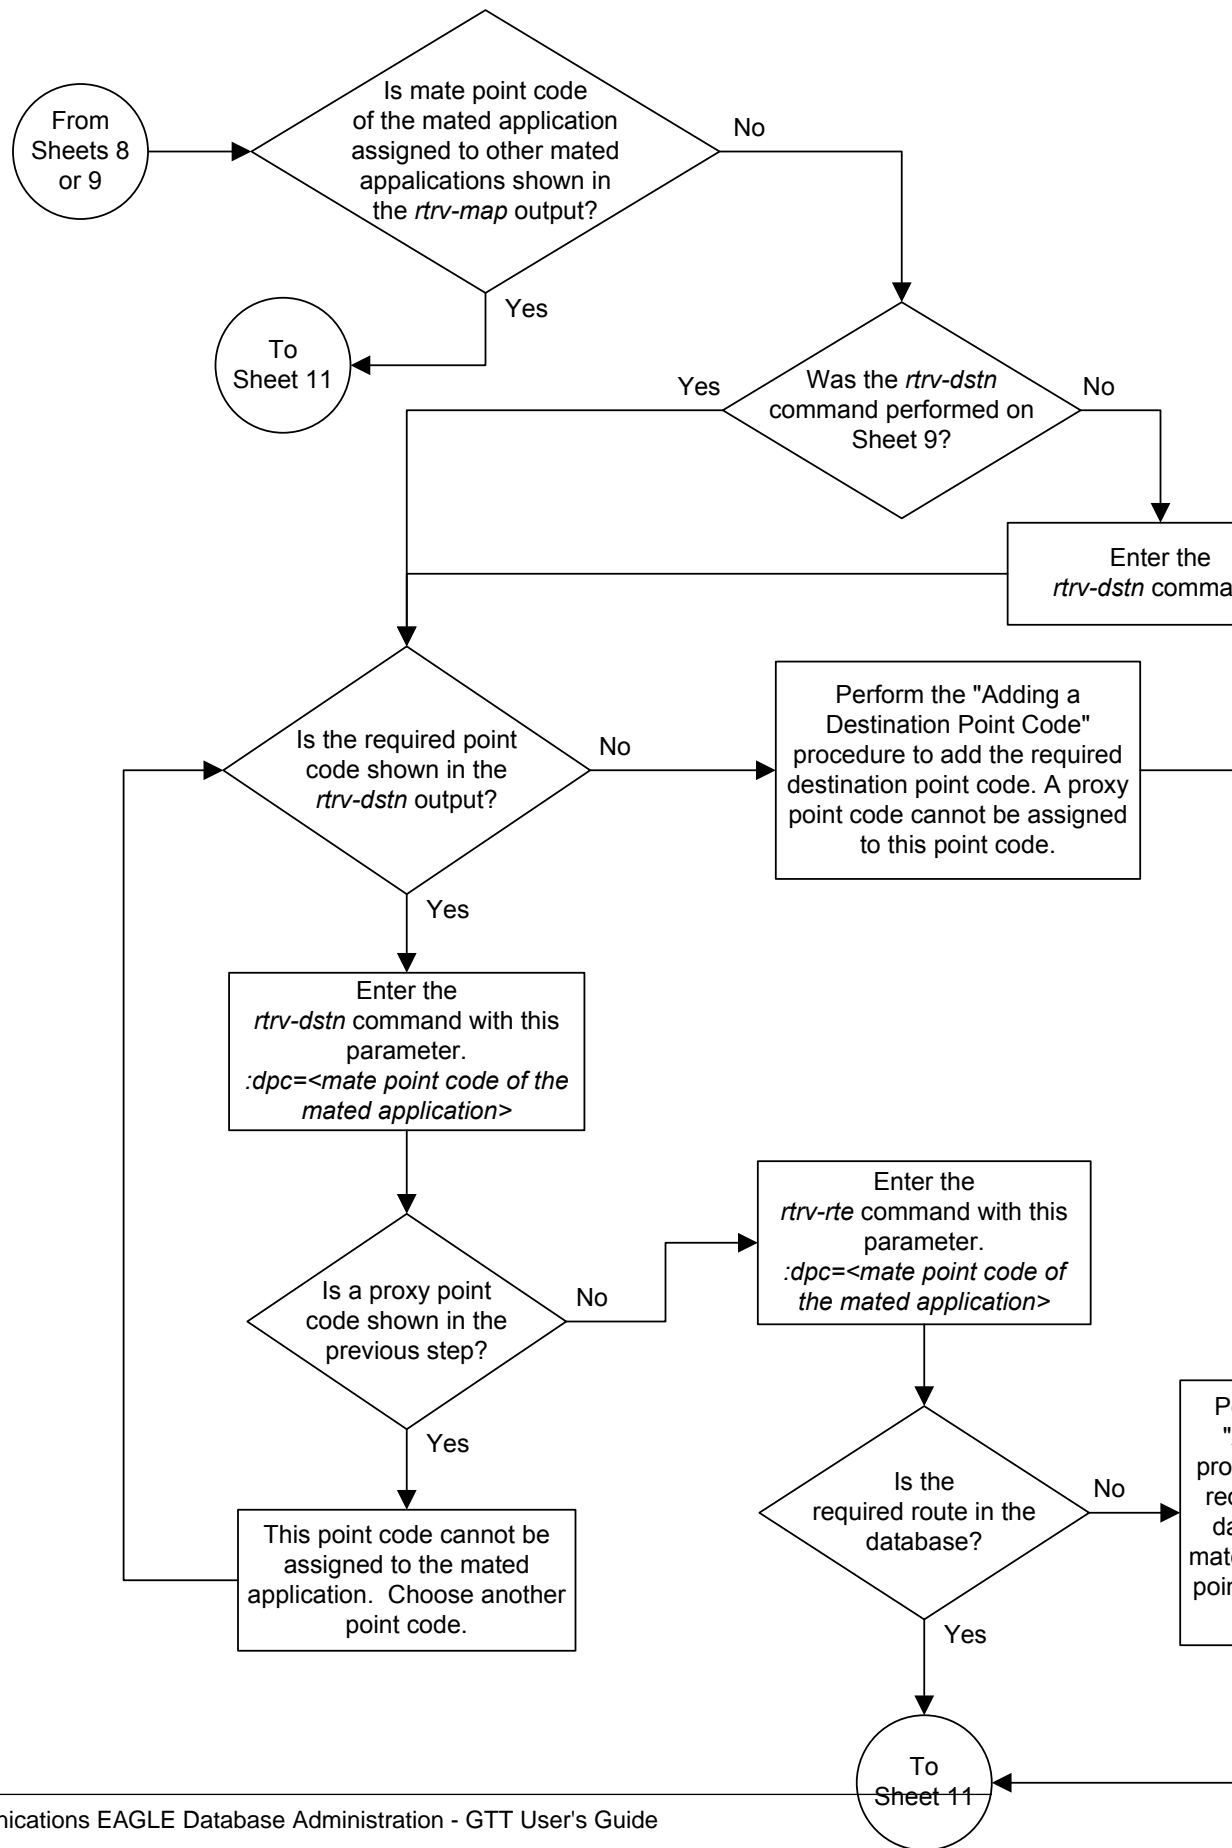 From
Sheets 8
or 9
Is mate point code
of the mated application
assigned to other mated
appalications shown in
the rtrv-map output?
No
Yes
To
Sheet 11
Was the rtrv-dstn
command performed on
Sheet 9?
Yes
No
Enter the
rtrv-dstn
Is the required point
code shown in the
rtrv-dstn output?
No
Perform the "Adding a
Destination Point Code"
procedure to add the required
destination point code. A proxy
point code cannot be assigned
to this point code.
Yes
Enter the
rtrv-dstn command with this
parameter.
:dpc=<mate point code of the
mated application>
Is a proxy point
code shown in the
previous step?
No
Enter the
rtrv-rte command with this
parameter.
:dpc=<mate point code of
the mated application>
Yes
This point code cannot be
assigned to the mated
application. Choose another
point code.
Is the
required route in the
database?
No
Yes
To
Sheet 11
EAGLE Database Administration - GTT User's Guide